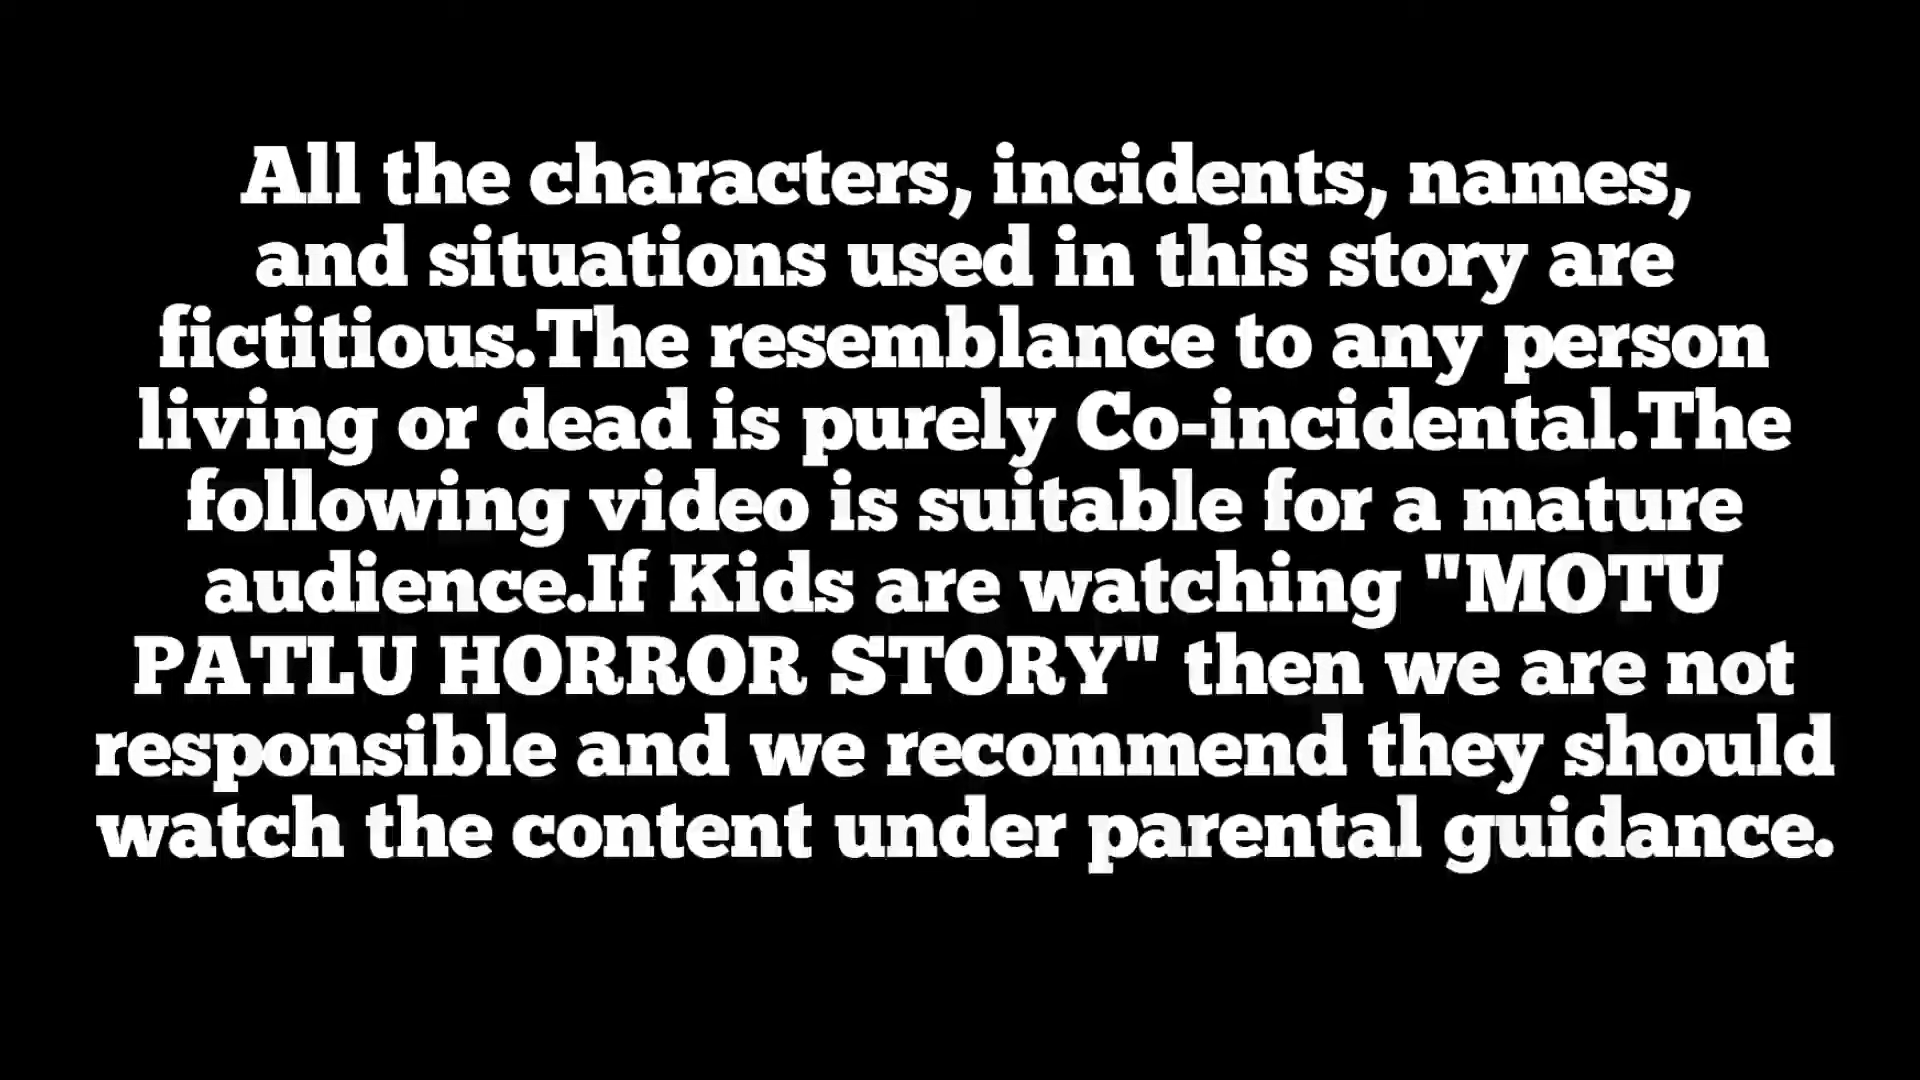 All the characters, incidents, names,
and situations used in this story are
fictitious.The resemblance to any person
living or dead is purely Co-incidental.The
following video is suitable for a mature
audience.If Kids are watching "MOTU
PATLU HORROR STORY" then we are not
responsible and we recommend they should
watch the content under parental guidance.